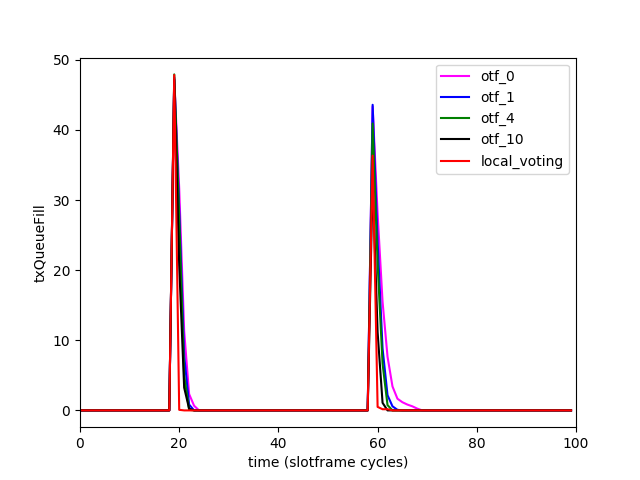 50
40
30
20
10
0
txQueueFill
otf_0
otf_1
otf_4
otf_10
local_voting
0 20 40 60 80 100
time (slotframe cycles)